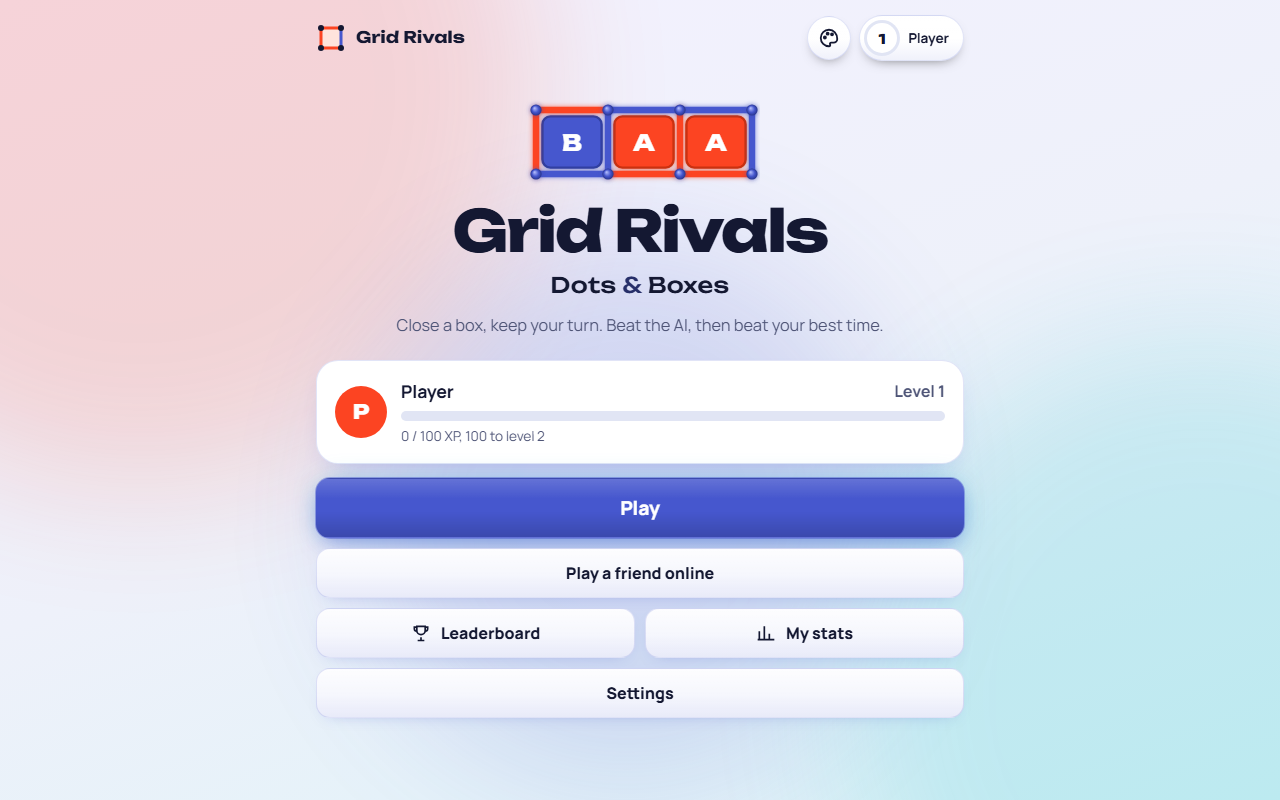 Grid Rivals
1 Player
B A A
Grid Rivals
Dots & Boxes
Close a box, keep your turn. Beat the AI, then beat your best time.
P
Player Level 1
0 / 100 XP, 100 to level 2
Play
Play a friend online
Leaderboard My stats
Settings